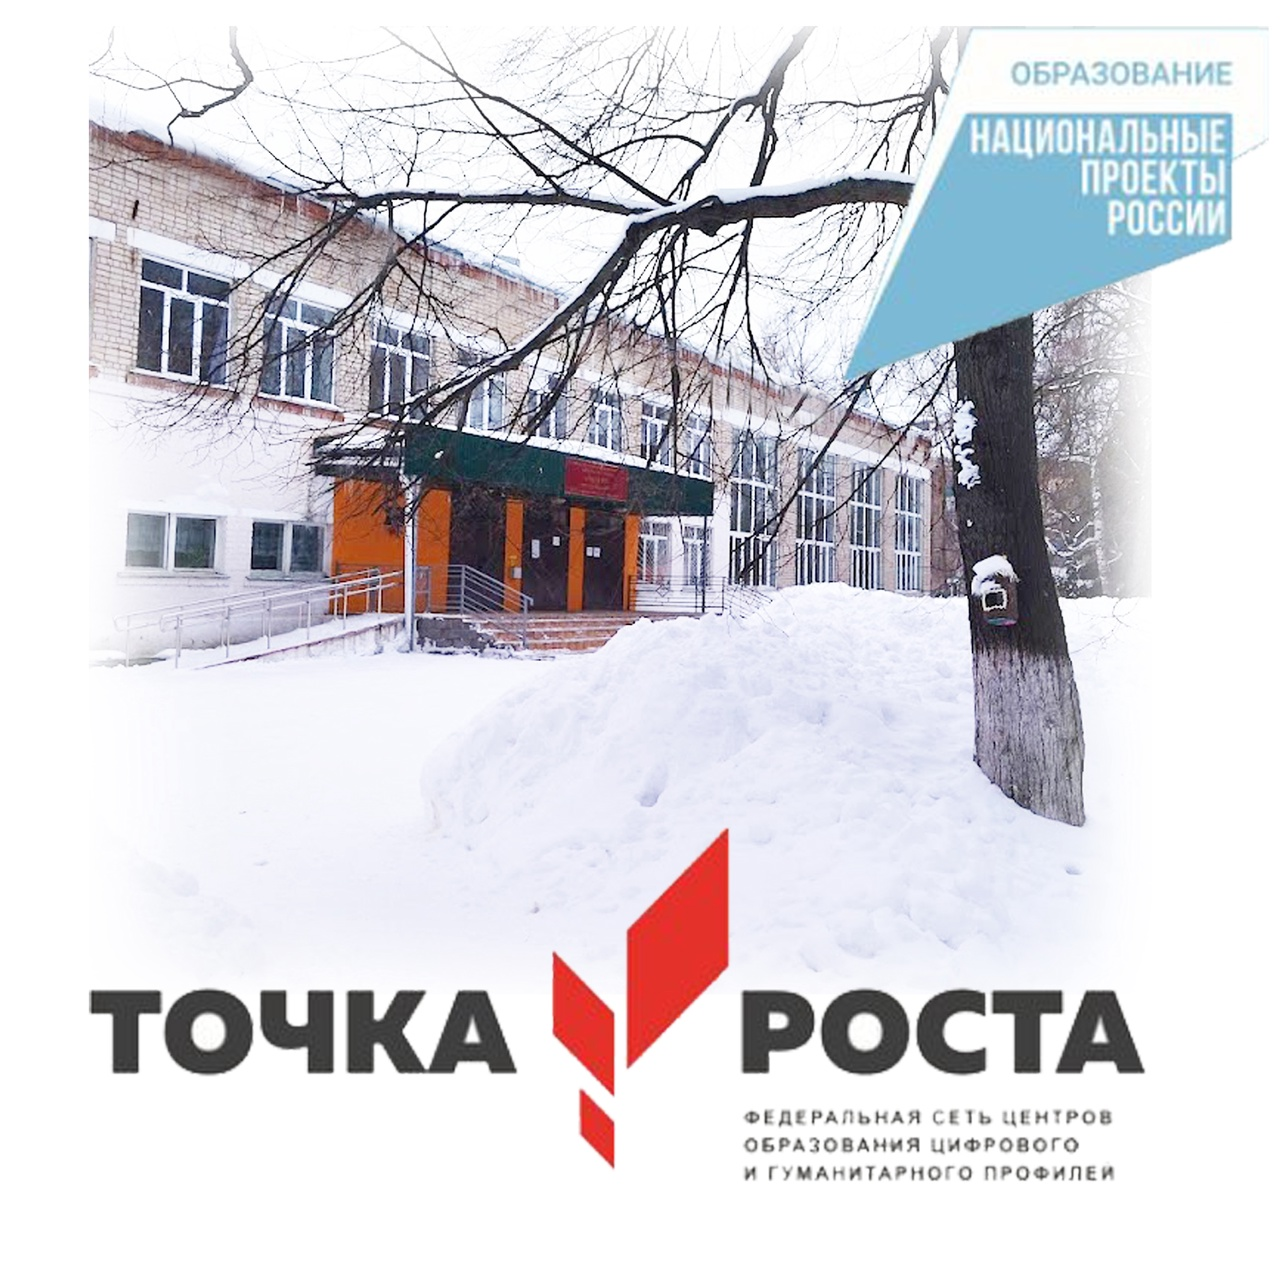 ОБРАЗОВАНИЕ
НАЦИОНАЛЬНЫЕ
ПРОЕКТЫ
РОССИИ
ТОЧКА РОСТА
ФЕДЕРАЛЬНАЯ СЕТЬ ЦЕНТРОВ
ОБРАЗОВАНИЯ ЦИФРОВОГО
И ГУМАНИТАРНОГО ПРОФИЛЕЙ